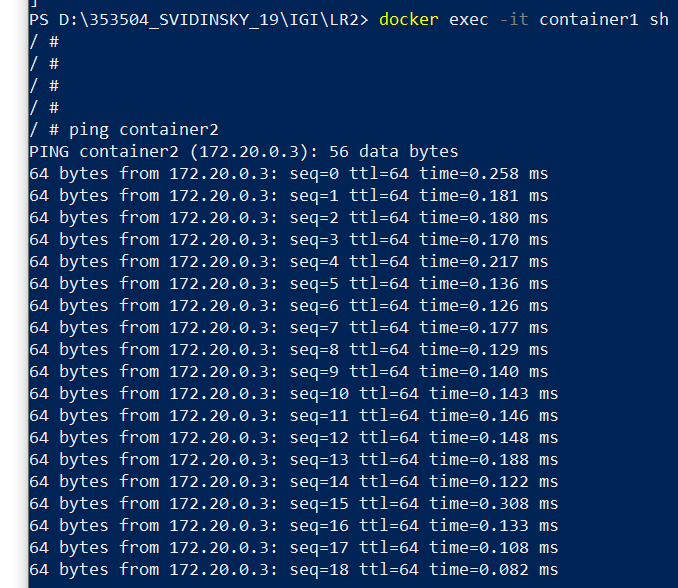 ]
PS D:\353504_SVIDINSKY_19\IGI\LR2> docker exec -it container1 sh
/ #
/ #
/ #
/ #
/ # ping container2
PING container2 (172.20.0.3): 56 data bytes
64 bytes from 172.20.0.3: seq=0 ttl=64 time=0.258 ms
64 bytes from 172.20.0.3: seq=1 ttl=64 time=0.181 ms
64 bytes from 172.20.0.3: seq=2 ttl=64 time=0.180 ms
64 bytes from 172.20.0.3: seq=3 ttl=64 time=0.170 ms
64 bytes from 172.20.0.3: seq=4 ttl=64 time=0.217 ms
64 bytes from 172.20.0.3: seq=5 ttl=64 time=0.136 ms
64 bytes from 172.20.0.3: seq=6 ttl=64 time=0.126 ms
64 bytes from 172.20.0.3: seq=7 ttl=64 time=0.177 ms
64 bytes from 172.20.0.3: seq=8 ttl=64 time=0.129 ms
64 bytes from 172.20.0.3: seq=9 ttl=64 time=0.140 ms
64 bytes from 172.20.0.3: seq=10 ttl=64 time=0.143 ms
64 bytes from 172.20.0.3: seq=11 ttl=64 time=0.146 ms
64 bytes from 172.20.0.3: seq=12 ttl=64 time=0.148 ms
64 bytes from 172.20.0.3: seq=13 ttl=64 time=0.188 ms
64 bytes from 172.20.0.3: seq=14 ttl=64 time=0.122 ms
64 bytes from 172.20.0.3: seq=15 ttl=64 time=0.308 ms
64 bytes from 172.20.0.3: seq=16 ttl=64 time=0.133 ms
64 bytes from 172.20.0.3: seq=17 ttl=64 time=0.108 ms
64 bytes from 172.20.0.3: seq=18 ttl=64 time=0.082 ms